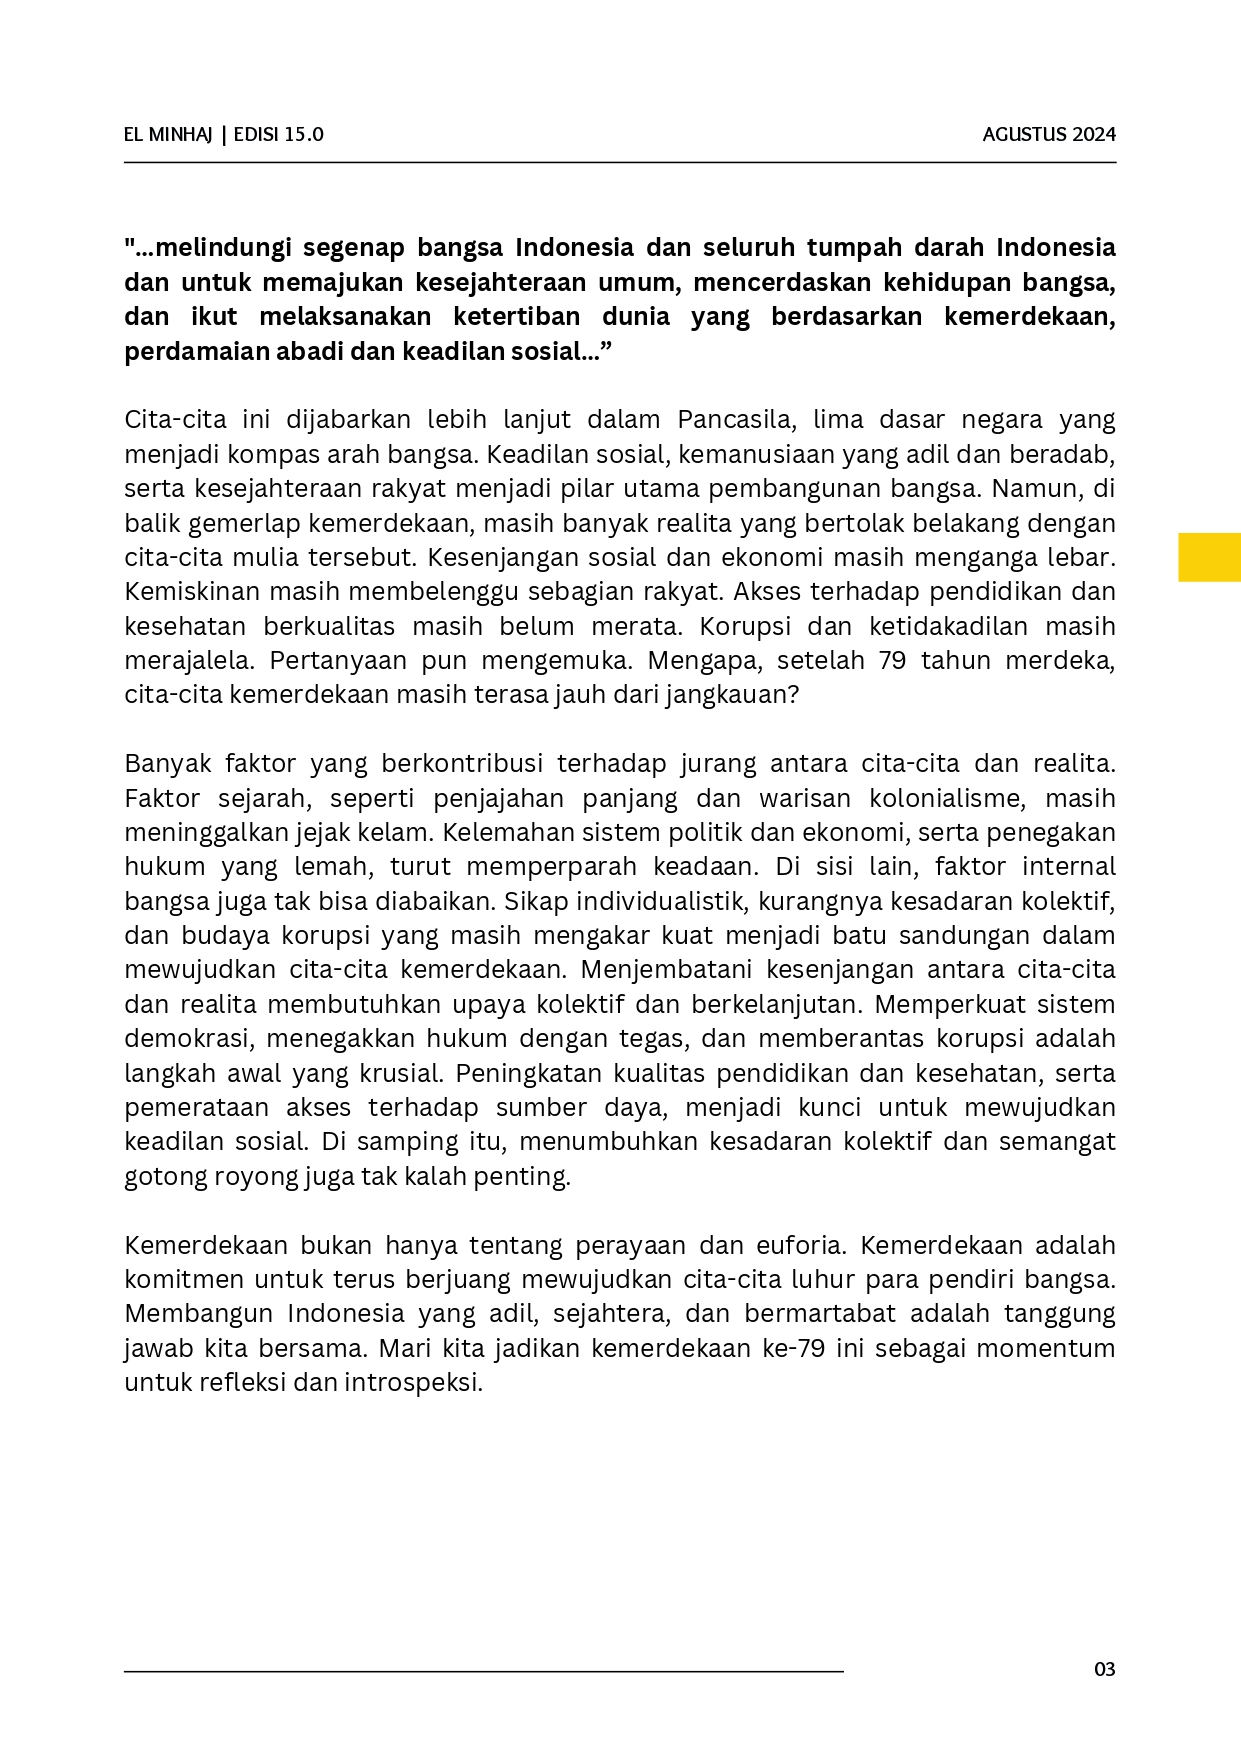 EL MINHAJ | EDISI 15.0
AGUSTUS 2024
"...melindungi segenap bangsa Indonesia dan seluruh tumpah darah Indonesia
dan untuk memajukan kesejahteraan umum, mencerdaskan kehidupan bangsa,
dan ikut melaksanakan ketertiban dunia yang berdasarkan kemerdekaan,
perdamaian abadi dan keadilan sosial...”
Cita-cita ini dijabarkan lebih lanjut dalam Pancasila, lima dasar negara yang
menjadi kompas arah bangsa. Keadilan sosial, kemanusiaan yang adil dan beradab,
serta kesejahteraan rakyat menjadi pilar utama pembangunan bangsa. Namun, di
balik gemerlap kemerdekaan, masih banyak realita yang bertolak belakang dengan
cita-cita mulia tersebut. Kesenjangan sosial dan ekonomi masih menganga lebar.
Kemiskinan masih membelenggu sebagian rakyat. Akses terhadap pendidikan dan
kesehatan berkualitas masih belum merata. Korupsi dan ketidakadilan masih
merajalela. Pertanyaan pun mengemuka. Mengapa, setelah 79 tahun merdeka,
cita-cita kemerdekaan masih terasa jauh dari jangkauan?
Banyak faktor yang berkontribusi terhadap jurang antara cita-cita dan realita.
Faktor sejarah, seperti penjajahan panjang dan warisan kolonialisme, masih
meninggalkan jejak kelam. Kelemahan sistem politik dan ekonomi, serta penegakan
hukum yang lemah, turut memperparah keadaan. Di sisi lain, faktor internal
bangsa juga tak bisa diabaikan. Sikap individualistik, kurangnya kesadaran kolektif,
dan budaya korupsi yang masih mengakar kuat menjadi batu sandungan dalam
mewujudkan cita-cita kemerdekaan. Menjembatani kesenjangan antara cita-cita
dan realita membutuhkan upaya kolektif dan berkelanjutan. Memperkuat sistem
demokrasi, menegakkan hukum dengan tegas, dan memberantas korupsi adalah
langkah awal yang krusial. Peningkatan kualitas pendidikan dan kesehatan, serta
pemerataan akses terhadap sumber daya, menjadi kunci untuk mewujudkan
keadilan sosial. Di samping itu, menumbuhkan kesadaran kolektif dan semangat
gotong royong juga tak kalah penting.
Kemerdekaan bukan hanya tentang perayaan dan euforia. Kemerdekaan adalah
komitmen untuk terus berjuang mewujudkan cita-cita luhur para pendiri bangsa.
Membangun Indonesia yang adil, sejahtera, dan bermartabat adalah tanggung
jawab kita bersama. Mari kita jadikan kemerdekaan ke-79 ini sebagai momentum
untuk refleksi dan introspeksi.
03